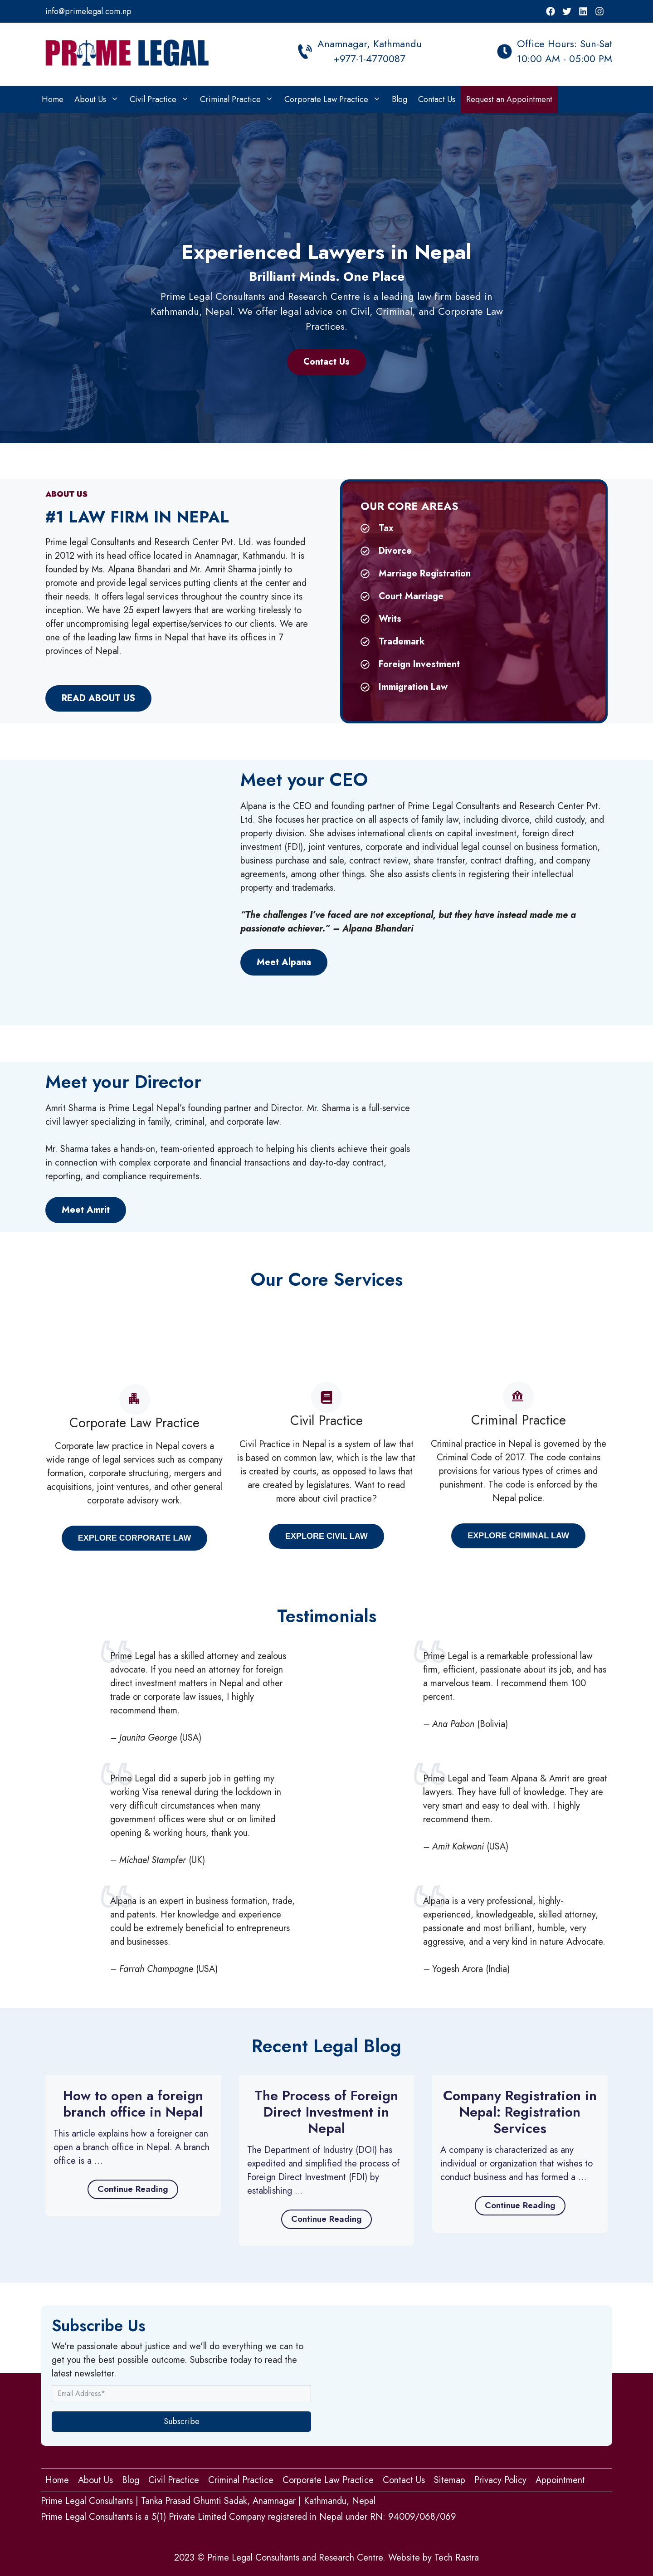 info@primelegal.com.np
PRIME LEGAL
Anamnagar, Kathmandu
+977-1-4770087
Office Hours: Sun-Sat
10:00 AM - 05:00 PM
Home About Us Civil Practice Criminal Practice Corporate Law Practice Blog Contact Us Request an Appointment
Experienced Lawyers in Nepal
Brilliant Minds. One Place
Prime Legal Consultants and Research Centre is a leading law firm based in
Kathmandu, Nepal. We offer legal advice on Civil, Criminal, and Corporate Law
Practices.
Contact Us
ABOUT US
#1 LAW FIRM IN NEPAL
Prime legal Consultants and Research Center Pvt. Ltd. was founded
in 2012 with its head office located in Anamnagar, Kathmandu. It is
founded by Ms. Alpana Bhandari and Mr. Amrit Sharma jointly to
promote and provide legal services putting clients at the center and
their needs. It offers legal services throughout the country since its
inception. We have 25 expert lawyers that are working tirelessly to
offer uncompromising legal expertise/services to our clients. We are
one of the leading law firms in Nepal that have its offices in 7
provinces of Nepal.
READ ABOUT US
OUR CORE AREAS
Tax
Divorce
Marriage Registration
Court Marriage
Writs
Trademark
Foreign Investment
Immigration Law
Meet your CEO
Alpana is the CEO and founding partner of Prime Legal Consultants and Research Center Pvt.
Ltd. She focuses her practice on all aspects of family law, including divorce, child custody, and
property division. She advises international clients on capital investment, foreign direct
investment (FDI), joint ventures, corporate and individual legal counsel on business formation,
business purchase and sale, contract review, share transfer, contract drafting, and company
agreements, among other things. She also assists clients in registering their intellectual
property and trademarks.
“The challenges I’ve faced are not exceptional, but they have instead made me a
passionate achiever.” – Alpana Bhandari
Meet Alpana
Meet your Director
Amrit Sharma is Prime Legal Nepal’s founding partner and Director. Mr. Sharma is a full-service
civil lawyer specializing in family, criminal, and corporate law.
Mr. Sharma takes a hands-on, team-oriented approach to helping his clients achieve their goals
in connection with complex corporate and financial transactions and day-to-day contract,
reporting, and compliance requirements.
Meet Amrit
Our Core Services
Corporate Law Practice
Corporate law practice in Nepal covers a
wide range of legal services such as company
formation, corporate structuring, mergers and
acquisitions, joint ventures, and other general
corporate advisory work.
EXPLORE CORPORATE LAW
Civil Practice
Civil Practice in Nepal is a system of law that
is based on common law, which is the law that
is created by courts, as opposed to laws that
are created by legislatures. Want to read
more about civil practice?
EXPLORE CIVIL LAW
Criminal Practice
Criminal practice in Nepal is governed by the
Criminal Code of 2017. The code contains
provisions for various types of crimes and
punishment. The code is enforced by the
Nepal police.
EXPLORE CRIMINAL LAW
Testimonials
Prime Legal has a skilled attorney and zealous
advocate. If you need an attorney for foreign
direct investment matters in Nepal and other
trade or corporate law issues, I highly
recommend them.
– Jaunita George (USA)
Prime Legal is a remarkable professional law
firm, efficient, passionate about its job, and has
a marvelous team. I recommend them 100
percent.
– Ana Pabon (Bolivia)
Prime Legal did a superb job in getting my
working Visa renewal during the lockdown in
very difficult circumstances when many
government offices were shut or on limited
opening & working hours, thank you.
– Michael Stampfer (UK)
Prime Legal and Team Alpana & Amrit are great
lawyers. They have full of knowledge. They are
very smart and easy to deal with. I highly
recommend them.
– Amit Kakwani (USA)
Alpana is an expert in business formation, trade,
and patents. Her knowledge and experience
could be extremely beneficial to entrepreneurs
and businesses.
– Farrah Champagne (USA)
Alpana is a very professional, highly-
experienced, knowledgeable, skilled attorney,
passionate and most brilliant, humble, very
aggressive, and a very kind in nature Advocate.
– Yogesh Arora (India)
Recent Legal Blog
How to open a foreign
branch office in Nepal
This article explains how a foreigner can
open a branch office in Nepal. A branch
office is a ...
Continue Reading
The Process of Foreign
Direct Investment in
Nepal
The Department of Industry (DOI) has
expedited and simplified the process of
Foreign Direct Investment (FDI) by
establishing ...
Continue Reading
Company Registration in
Nepal: Registration
Services
A company is characterized as any
individual or organization that wishes to
conduct business and has formed a ...
Continue Reading
Subscribe Us
We're passionate about justice and we'll do everything we can to
get you the best possible outcome. Subscribe today to read the
latest newsletter.
Email Address*
Subscribe
Home About Us Blog Civil Practice Criminal Practice Corporate Law Practice Contact Us Sitemap Privacy Policy Appointment
Prime Legal Consultants | Tanka Prasad Ghumti Sadak, Anamnagar | Kathmandu, Nepal
Prime Legal Consultants is a 5(1) Private Limited Company registered in Nepal under RN: 94009/068/069
2023 © Prime Legal Consultants and Research Centre. Website by Tech Rastra